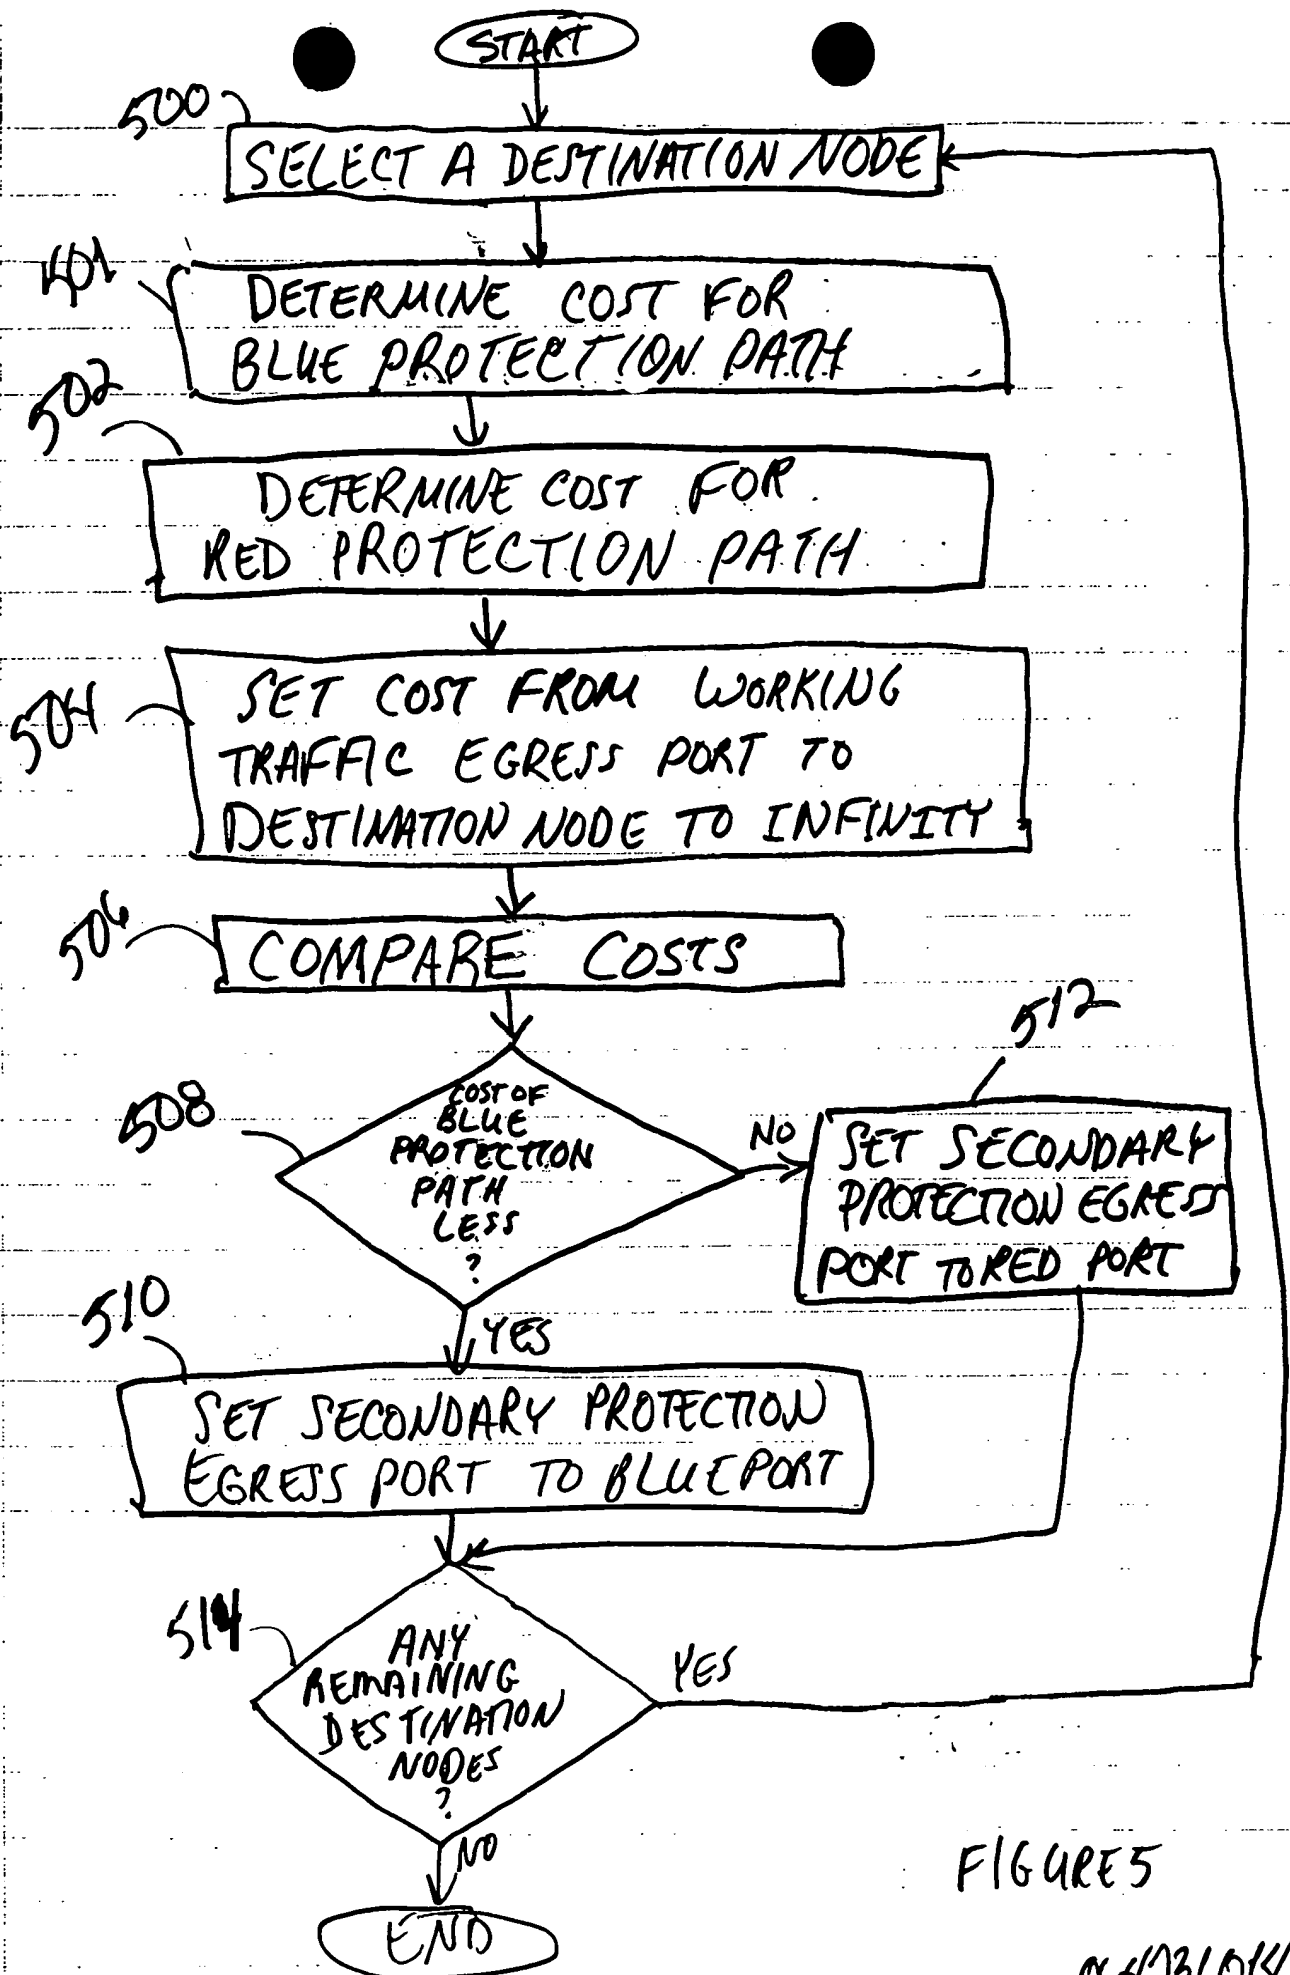 START
500
SELECT A DESTINATION NODE
401
DETERMINE COST FOR
BLUE PROTECTION PATH
502
DETERMINE COST FOR
RED PROTECTION PATH
504
SET COST FROM WORKING
TRAFFIC EGRESS PORT TO
DESTINATION NODE TO INFINITY
506
COMPARE COSTS
508
COST OF
BLUE
PROTECTION
PATH
LESS
?
NO
512
SET SECONDARY
PROTECTION EGRESS
PORT TO RED PORT
YES
510
SET SECONDARY PROTECTION
EGRESS PORT TO BLUE PORT
514
ANY
REMAINING
DESTINATION
NODES
?
YES
NO
END
FIGURE 5